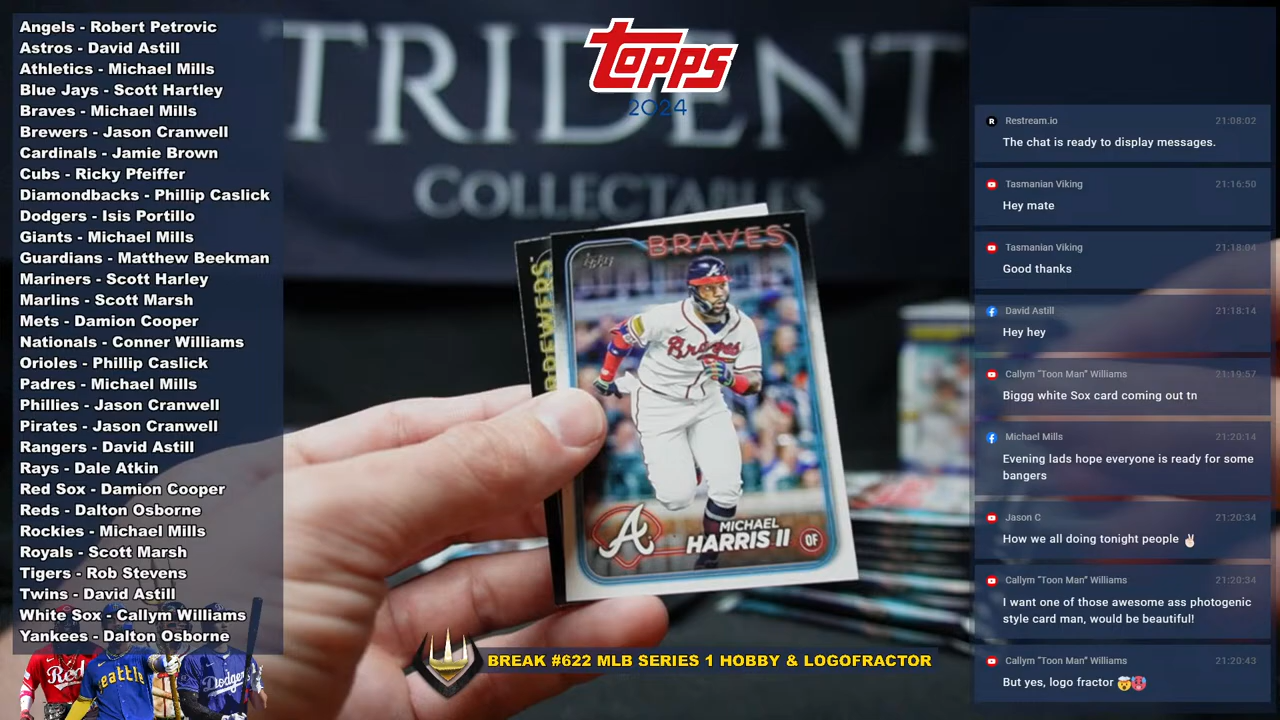 Angels - Robert Petrovic
Astros - David Astill
Athletics - Michael Mills
Blue Jays - Scott Hartley
Braves - Michael Mills
Brewers - Jason Cranwell
Cardinals - Jamie Brown
Cubs - Ricky Pfeiffer
Diamondbacks - Phillip Caslick
Dodgers - Isis Portillo
Giants - Michael Mills
Guardians - Matthew Beekman
Mariners - Scott Harley
Marlins - Scott Marsh
Mets - Damion Cooper
Nationals - Conner Williams
Orioles - Phillip Caslick
Padres - Michael Mills
Phillies - Jason Cranwell
Pirates - Jason Cranwell
Rangers - David Astill
Rays - Dale Atkin
Red Sox - Damion Cooper
Reds - Dalton Osborne
Rockies - Michael Mills
Royals - Scott Marsh
Tigers - Rob Stevens
Twins - David Astill
White Sox - Callym Williams
Yankees - Dalton Osborne
Red
Seattle
Dodgers
TRIDENT
COLLECTABLES
topps
2024
BREWERS
BRAVES
topps
Braves
A
MICHAEL
HARRIS II
OF
BREAK #622 MLB SERIES 1 HOBBY & LOGOFRACTOR
R Restream.io 21:08:02
The chat is ready to display messages.
Tasmanian Viking 21:16:50
Hey mate
Tasmanian Viking 21:18:04
Good thanks
David Astill 21:18:14
Hey hey
Callym "Toon Man" Williams 21:19:57
Biggg white Sox card coming out tn
Michael Mills 21:20:14
Evening lads hope everyone is ready for some
bangers
Jason C 21:20:34
How we all doing tonight people ✌🏻
Callym "Toon Man" Williams 21:20:34
I want one of those awesome ass photogenic
style card man, would be beautiful!
Callym "Toon Man" Williams 21:20:43
But yes, logo fractor 🤯🥵